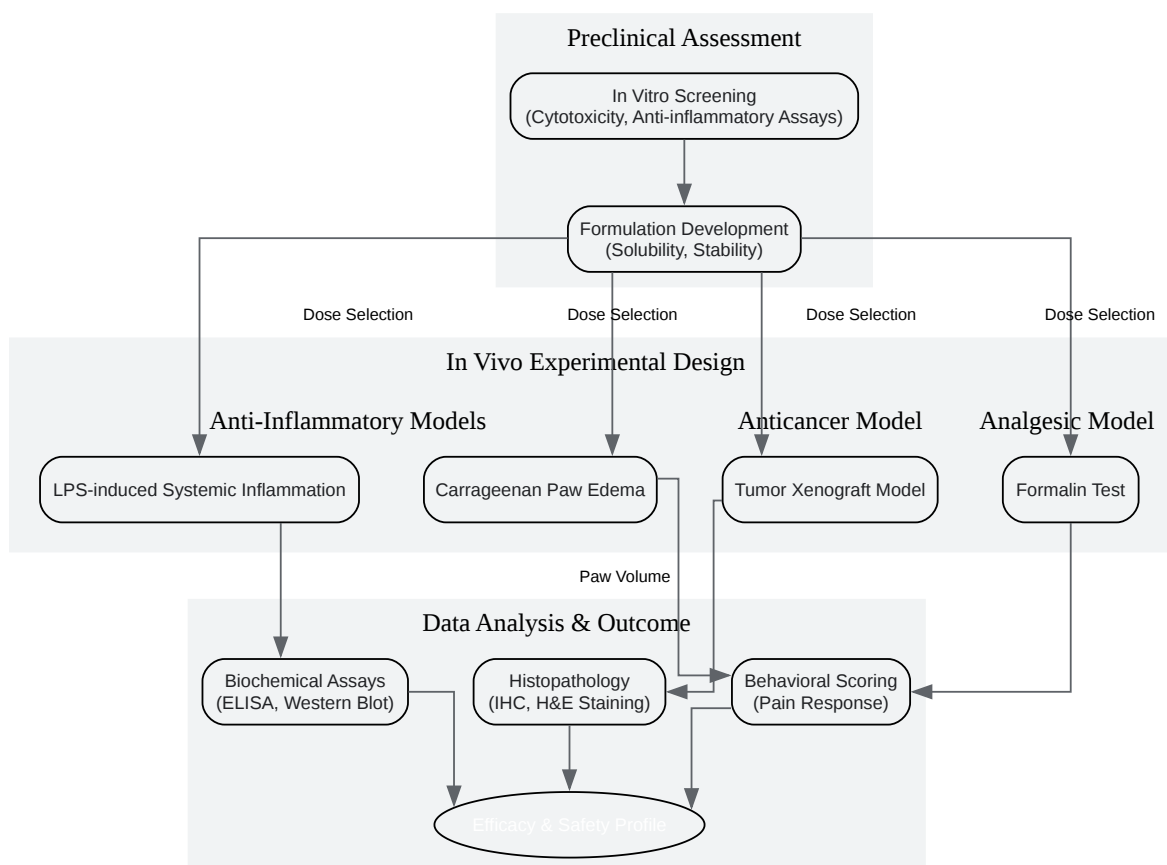 Preclinical Assessment
In Vitro Screening
(Cytotoxicity, Anti-inflammatory Assays)
Formulation Development
(Solubility, Stability)
Dose Selection
Dose Selection
Dose Selection
Dose Selection
In Vivo Experimental Design
Anti-Inflammatory Models
Anticancer Model
Analgesic Model
LPS-induced Systemic Inflammation
Carrageenan Paw Edema
Tumor Xenograft Model
Formalin Test
Paw Volume
Data Analysis & Outcome
Biochemical Assays
(ELISA, Western Blot)
Histopathology
(IHC, H&E Staining)
Behavioral Scoring
(Pain Response)
Efficacy & Safety Profile